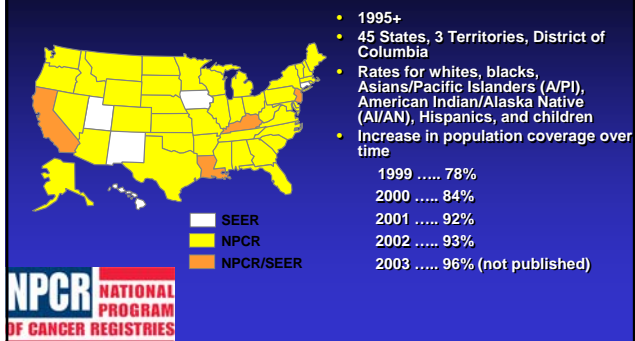 • 1995+
• 45 States, 3 Territories, District of
Columbia
• Rates for whites, blacks,
Asians/Pacific Islanders (A/PI),
American Indian/Alaska Native
(AI/AN), Hispanics, and children
• Increase in population coverage over
time
1999 ….. 78%
2000 ….. 84%
2001 ….. 92%
2002 ….. 93%
2003 ….. 96% (not published)
SEER
NPCR
NPCR/SEER
NPCR NATIONAL
PROGRAM
OF CANCER REGISTRIES